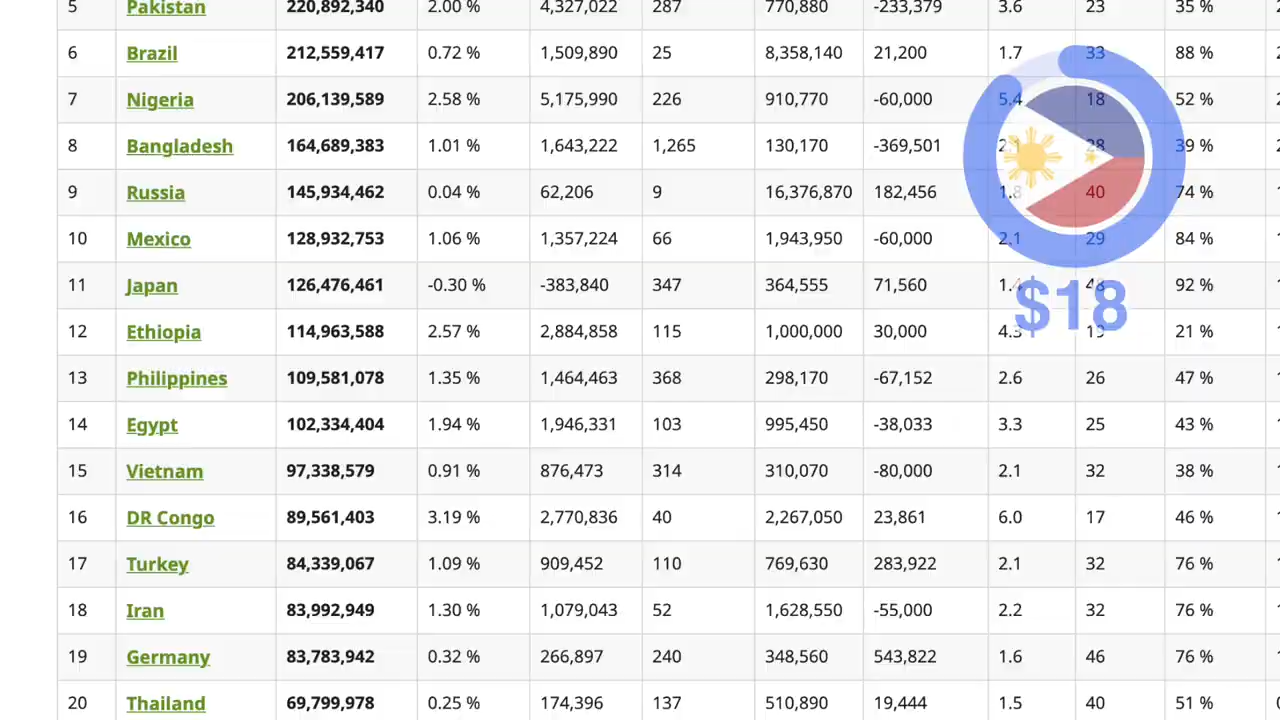 5 Pakistan 220,892,340 2.00 % 4,327,022 287 770,880 -233,379 3.6 23 35 %
6 Brazil 212,559,417 0.72 % 1,509,890 25 8,358,140 21,200 1.7 33 88 %
7 Nigeria 206,139,589 2.58 % 5,175,990 226 910,770 -60,000 5.4 18 52 %
8 Bangladesh 164,689,383 1.01 % 1,643,222 1,265 130,170 -369,501 2.1 28 39 %
9 Russia 145,934,462 0.04 % 62,206 9 16,376,870 182,456 1.8 40 74 %
10 Mexico 128,932,753 1.06 % 1,357,224 66 1,943,950 -60,000 2.1 29 84 %
11 Japan 126,476,461 -0.30 % -383,840 347 364,555 71,560 1.4 48 92 %
$18
12 Ethiopia 114,963,588 2.57 % 2,884,858 115 1,000,000 30,000 4.3 19 21 %
13 Philippines 109,581,078 1.35 % 1,464,463 368 298,170 -67,152 2.6 26 47 %
14 Egypt 102,334,404 1.94 % 1,946,331 103 995,450 -38,033 3.3 25 43 %
15 Vietnam 97,338,579 0.91 % 876,473 314 310,070 -80,000 2.1 32 38 %
16 DR Congo 89,561,403 3.19 % 2,770,836 40 2,267,050 23,861 6.0 17 46 %
17 Turkey 84,339,067 1.09 % 909,452 110 769,630 283,922 2.1 32 76 %
18 Iran 83,992,949 1.30 % 1,079,043 52 1,628,550 -55,000 2.2 32 76 %
19 Germany 83,783,942 0.32 % 266,897 240 348,560 543,822 1.6 46 76 %
20 Thailand 69,799,978 0.25 % 174,396 137 510,890 19,444 1.5 40 51 %